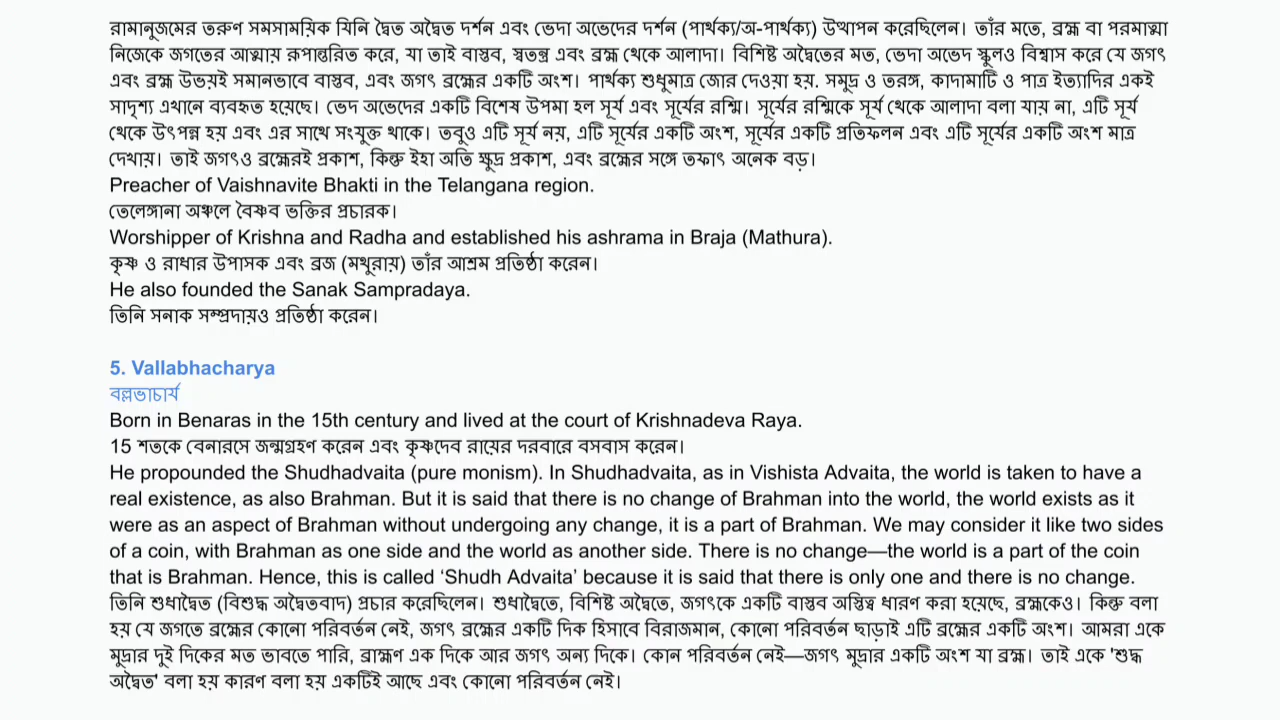 রামানুজমের তরুণ সমসাময়িক যিনি দ্বৈত অদ্বৈত দর্শন এবং ভেদা অভেদের দর্শন (পার্থক্য/অ-পার্থক্য) উত্থাপন করেছিলেন। তাঁর মতে, ব্রহ্ম বা পরমাত্মা
নিজেকে জগতের আত্মায় রূপান্তরিত করে, যা তাই বাস্তব, স্বতন্ত্র এবং ব্রহ্ম থেকে আলাদা। বিশিষ্ট অদ্বৈতের মত, ভেদা অভেদ স্কুলও বিশ্বাস করে যে জগৎ
এবং ব্রহ্ম উভয়ই সমানভাবে বাস্তব, এবং জগৎ ব্রহ্মের একটি অংশ। পার্থক্য শুধুমাত্র জোর দেওয়া হয়. সমুদ্র ও তরঙ্গ, কাদামাটি ও পাত্র ইত্যাদির একই
সাদৃশ্য এখানে ব্যবহৃত হয়েছে। ভেদ অভেদের একটি বিশেষ উপমা হল সূর্য এবং সূর্যের রশ্মি। সূর্যের রশ্মিকে সূর্য থেকে আলাদা বলা যায় না, এটি সূর্য
থেকে উৎপন্ন হয় এবং এর সাথে সংযুক্ত থাকে। তবুও এটি সূর্য নয়, এটি সূর্যের একটি অংশ, সূর্যের একটি প্রতিফলন এবং এটি সূর্যের একটি অংশ মাত্র
দেখায়। তাই জগৎও ব্রহ্মেরই প্রকাশ, কিন্তু ইহা অতি ক্ষুদ্র প্রকাশ, এবং ব্রহ্মের সঙ্গে তফাৎ অনেক বড়।
Preacher of Vaishnavite Bhakti in the Telangana region.
তেলেঙ্গানা অঞ্চলে বৈষ্ণব ভক্তির প্রচারক।
Worshipper of Krishna and Radha and established his ashrama in Braja (Mathura).
কৃষ্ণ ও রাধার উপাসক এবং ব্রজ (মথুরায়) তাঁর আশ্রম প্রতিষ্ঠা করেন।
He also founded the Sanak Sampradaya.
তিনি সনাক সম্প্রদায়ও প্রতিষ্ঠা করেন।
5. Vallabhacharya
বল্লভাচার্য
Born in Benaras in the 15th century and lived at the court of Krishnadeva Raya.
15 শতকে বেনারসে জন্মগ্রহণ করেন এবং কৃষ্ণদেব রায়ের দরবারে বসবাস করেন।
He propounded the Shudhadvaita (pure monism). In Shudhadvaita, as in Vishista Advaita, the world is taken to have a
real existence, as also Brahman. But it is said that there is no change of Brahman into the world, the world exists as it
were as an aspect of Brahman without undergoing any change, it is a part of Brahman. We may consider it like two sides
of a coin, with Brahman as one side and the world as another side. There is no change—the world is a part of the coin
that is Brahman. Hence, this is called ‘Shudh Advaita’ because it is said that there is only one and there is no change.
তিনি শুধাদ্বৈত (বিশুদ্ধ অদ্বৈতবাদ) প্রচার করেছিলেন। শুধাদ্বৈতে, বিশিষ্ট অদ্বৈতে, জগৎকে একটি বাস্তব অস্তিত্ব ধারণ করা হয়েছে, ব্রহ্মকেও। কিন্তু বলা
হয় যে জগতে ব্রহ্মের কোনো পরিবর্তন নেই, জগৎ ব্রহ্মের একটি দিক হিসাবে বিরাজমান, কোনো পরিবর্তন ছাড়াই এটি ব্রহ্মের একটি অংশ। আমরা একে
মুদ্রার দুই দিকের মত ভাবতে পারি, ব্রাহ্মণ এক দিকে আর জগৎ অন্য দিকে। কোন পরিবর্তন নেই—জগৎ মুদ্রার একটি অংশ যা ব্রহ্ম। তাই একে 'শুদ্ধ
অদ্বৈত' বলা হয় কারণ বলা হয় একটিই আছে এবং কোনো পরিবর্তন নেই।